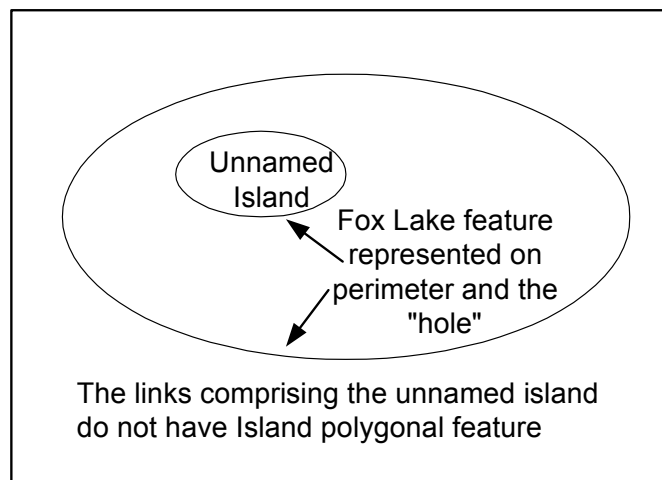 Unnamed
Island
Fox Lake feature
represented on
perimeter and the
"hole"
The links comprising the unnamed island
do not have Island polygonal feature